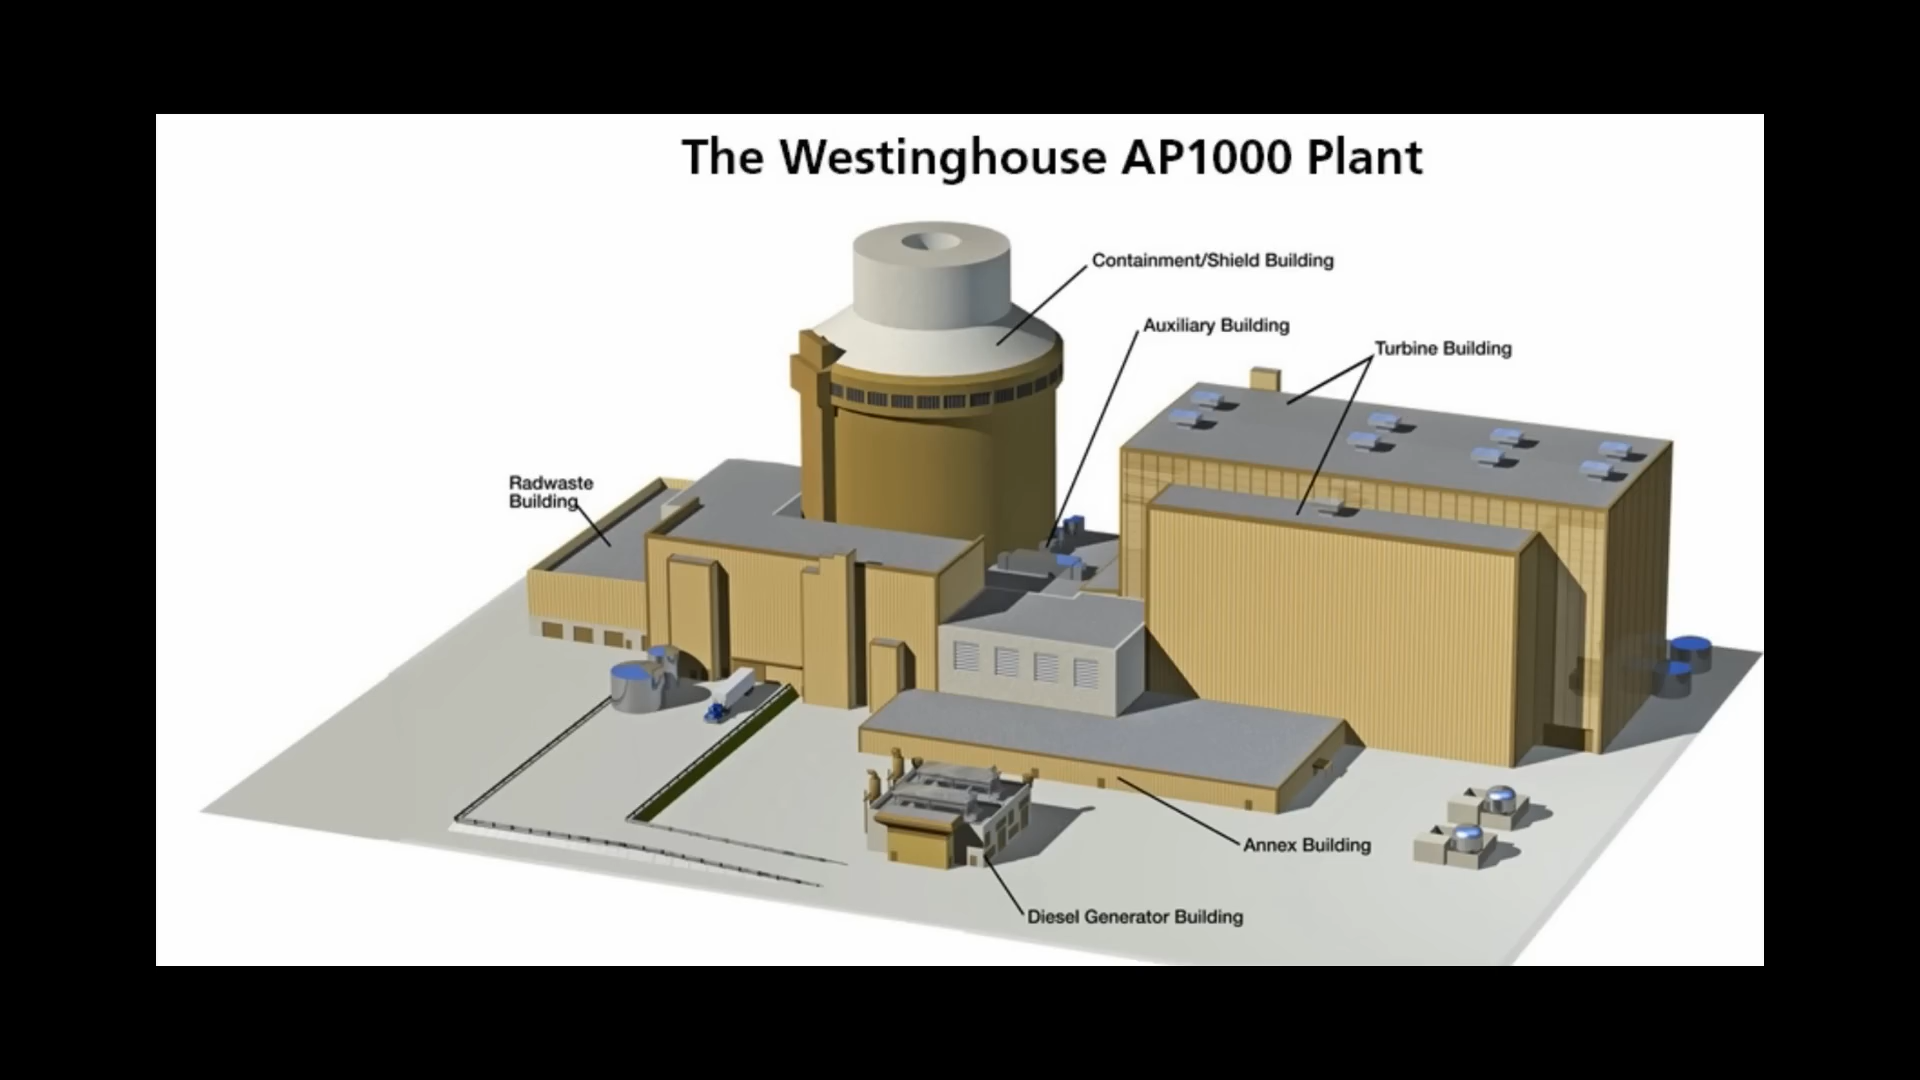 The Westinghouse AP1000 Plant
Containment/Shield Building
Auxiliary Building
Turbine Building
Radwaste
Building
Annex Building
Diesel Generator Building